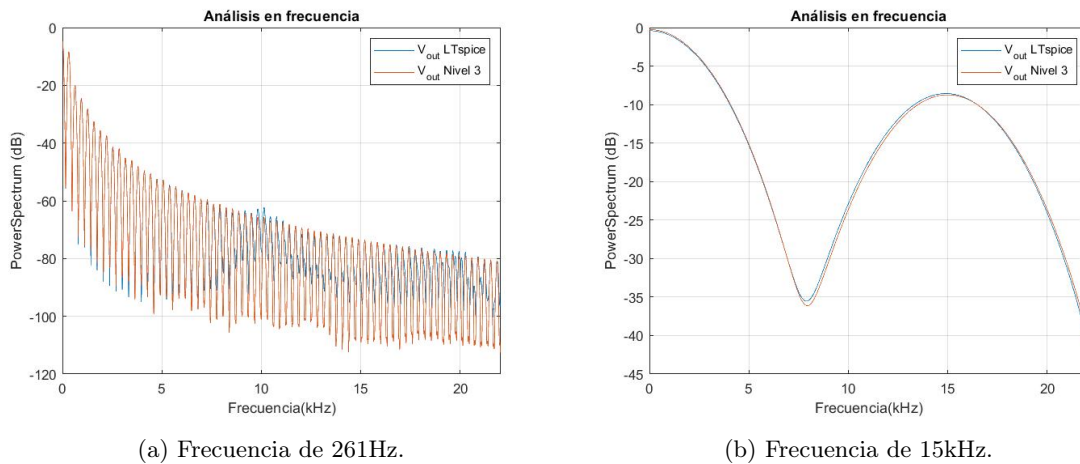 Análisis en frecuencia
V_out LTspice
V_out Nivel 3
PowerSpectrum (dB)
0
-20
-40
-60
-80
-100
-120
0 5 10 15 20
Frecuencia(kHz)
(a) Frecuencia de 261Hz.
Análisis en frecuencia
V_out LTspice
V_out Nivel 3
PowerSpectrum (dB)
0
-5
-10
-15
-20
-25
-30
-35
-40
-45
0 5 10 15 20
Frecuencia(kHz)
(b) Frecuencia de 15kHz.